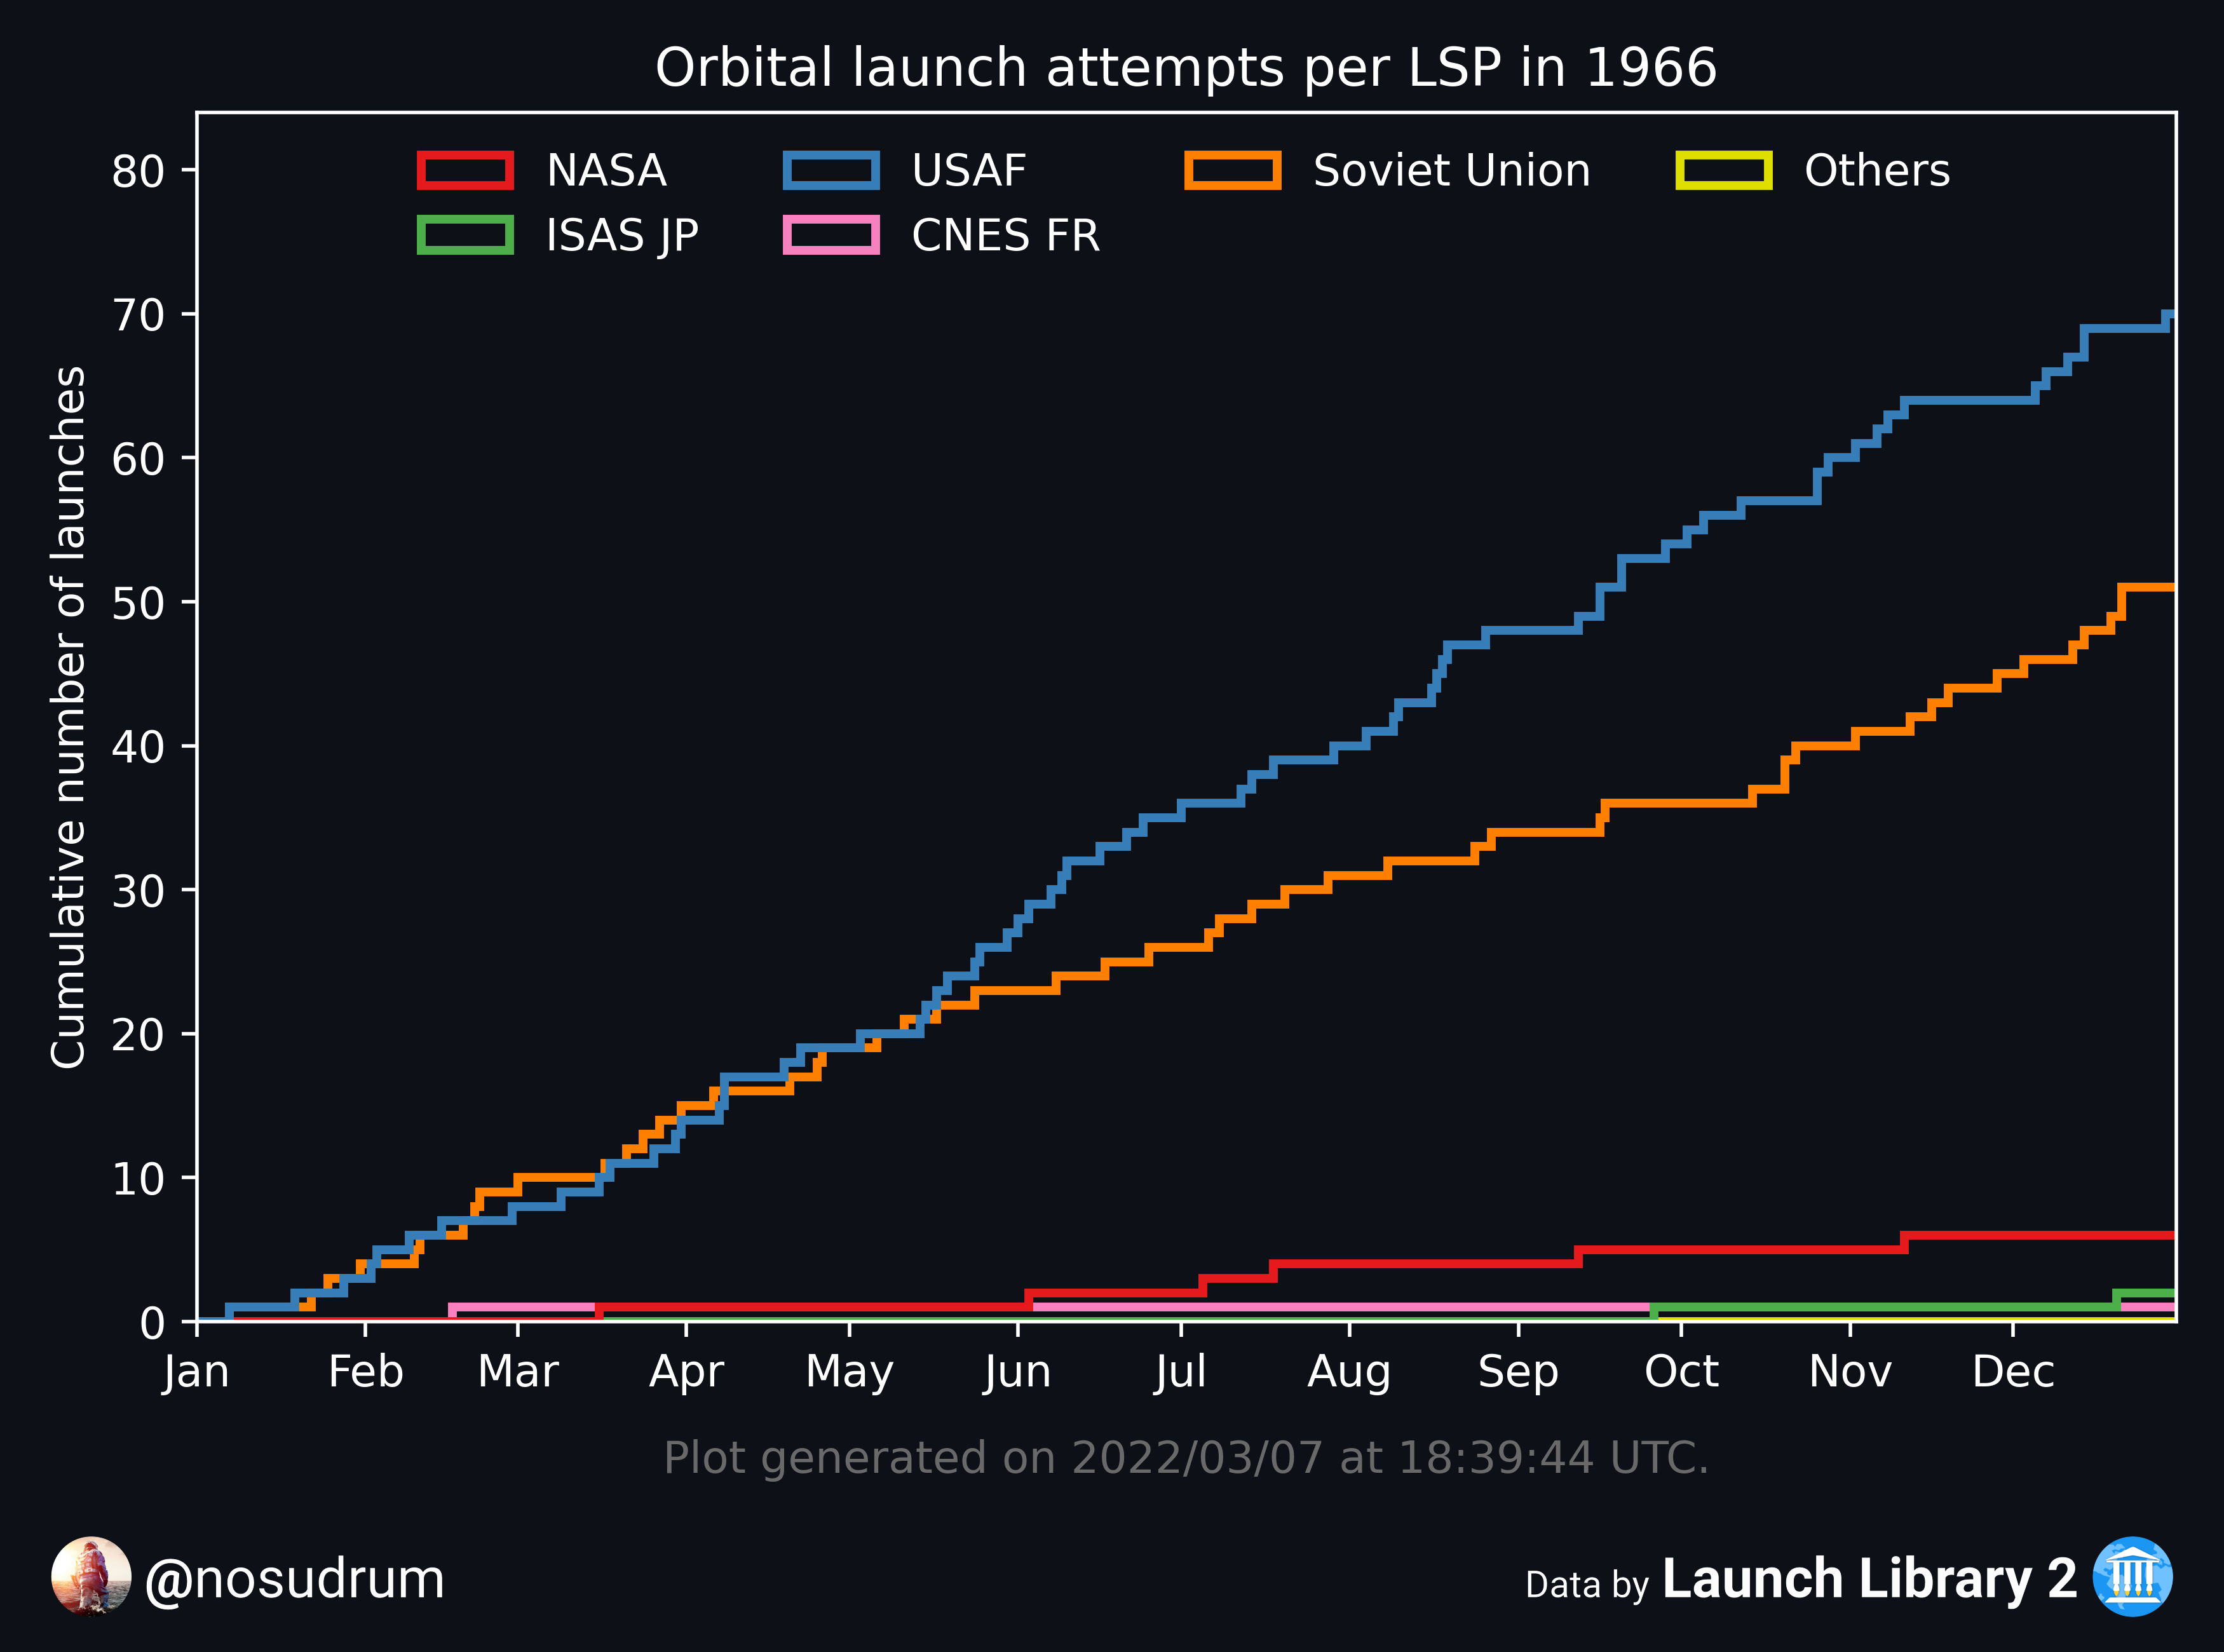 Orbital launch attempts per LSP in 1966
NASA USAF Soviet Union Others
ISAS JP CNES FR
Cumulative number of launches
80
70
60
50
40
30
20
10
0
Jan Feb Mar Apr May Jun Jul Aug Sep Oct Nov Dec
Plot generated on 2022/03/07 at 18:39:44 UTC.
@nosudrum
Data by Launch Library 2